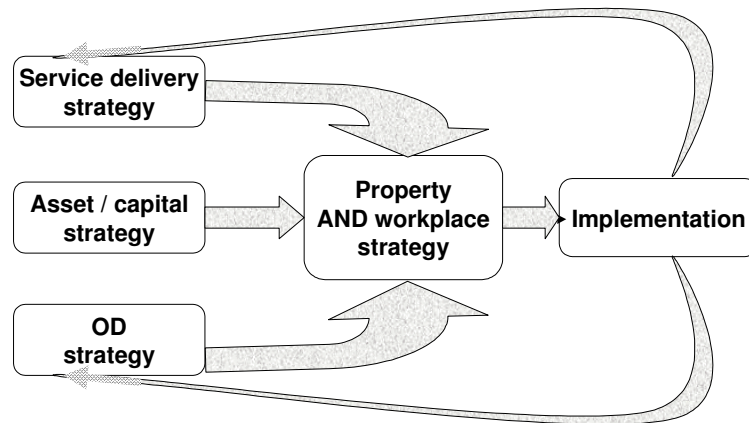 Service delivery
strategy
Asset / capital
strategy
OD
strategy
Property
AND workplace
strategy
Implementation